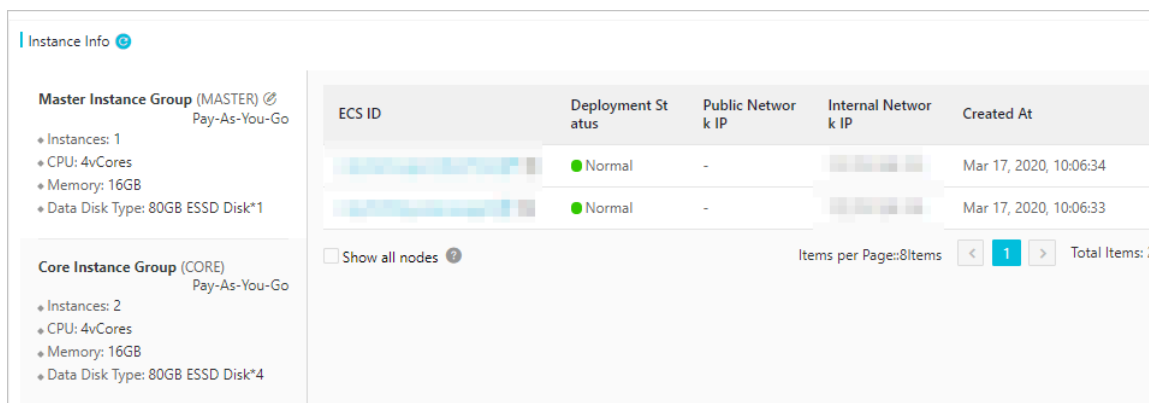 Instance Info
Master Instance Group (MASTER)
Pay-As-You-Go
Instances: 1
CPU: 4vCores
Memory: 16GB
Data Disk Type: 80GB ESSD Disk*1
Core Instance Group (CORE)
Pay-As-You-Go
Instances: 2
CPU: 4vCores
Memory: 16GB
Data Disk Type: 80GB ESSD Disk*4
ECS ID
Deployment St
atus
Public Networ
k IP
Internal Networ
k IP
Created At
Normal
-
Mar 17, 2020, 10:06:34
Normal
-
Mar 17, 2020, 10:06:33
Show all nodes
Items per Page::8Items
<
1
>
Total Items: